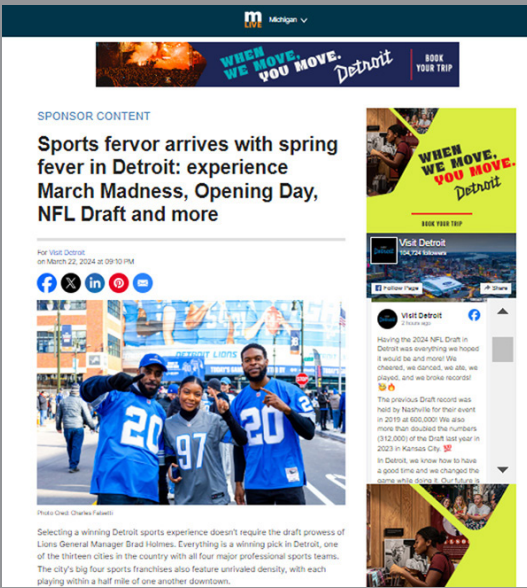 m
LIVE
Michigan
WHEN
WE MOVE,
YOU MOVE.
Detroit
BOOK
YOUR TRIP
SPONSOR CONTENT
Sports fervor arrives with spring
fever in Detroit: experience
March Madness, Opening Day,
NFL Draft and more
For Visit Detroit
on March 22, 2024 at 09:10 PM
DETROIT LIONS
20
97
20
Photo Cred: Charles Falsetti
Selecting a winning Detroit sports experience doesn't require the draft prowess of
Lions General Manager Brad Holmes. Everything is a winning pick in Detroit, one
of the thirteen cities in the country with all four major professional sports teams.
The city's big four sports franchises also feature unrivaled density, with each
playing within a half mile of one another downtown.
WHEN
WE MOVE,
YOU MOVE.
Detroit
BOOK YOUR TRIP
Visit Detroit
104,724 followers
Follow Page
Share
Visit Detroit
2 hours ago
Having the 2024 NFL Draft in
Detroit was everything we hoped
it would be and more! We
cheered, we danced, we ate, we
played, and we broke records!
The previous Draft record was
held by Nashville for their event
in 2019 at 600,000! We also
more than doubled the numbers
(312,000) of the Draft last year in
2023 in Kansas City. 💯
In Detroit, we know how to have
a good time and we changed the
game while doing it. Our future is